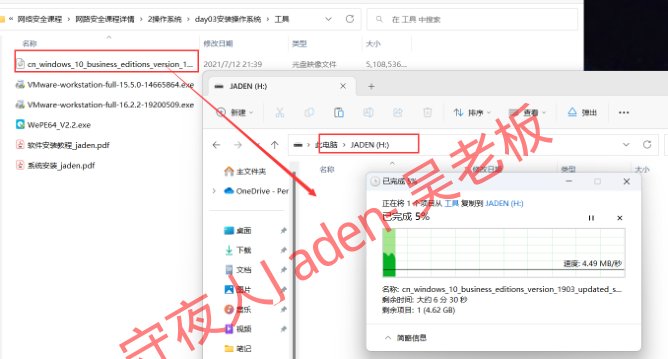 网络安全课程 › 网路安全课程详情 › 2操作系统 › day03安装操作系统 › 工具
在 工具 中搜索
名称 修改日期 类型 大小
cn_windows_10_business_editions_version_1... 2021/7/12 21:39 光盘映像文件 5,108,536...
VMware-workstation-full-15.5.0-14665864.exe
VMware-workstation-full-16.2.2-19200509.exe
WePE64_V2.2.exe
软件安装教程_jaden.pdf
系统安装_jaden.pdf
JADEN (H:)
新建 排序 查看 弹出
此电脑 › JADEN (H:)
名称 修改日期 类型 大小
主文件夹
OneDrive - Per
桌面
下载
文档
图片
音乐
视频
笔记
已完成 5%
正在将 1 个项目从 工具 复制到 JADEN (H:)
已完成 5%
速度: 4.49 MB/秒
名称: cn_windows_10_business_editions_version_1903_updated_s...
剩余时间: 大约 6 分 30 秒
剩余项目: 1 (4.62 GB)
简略信息
守夜人Jaden-吴老板